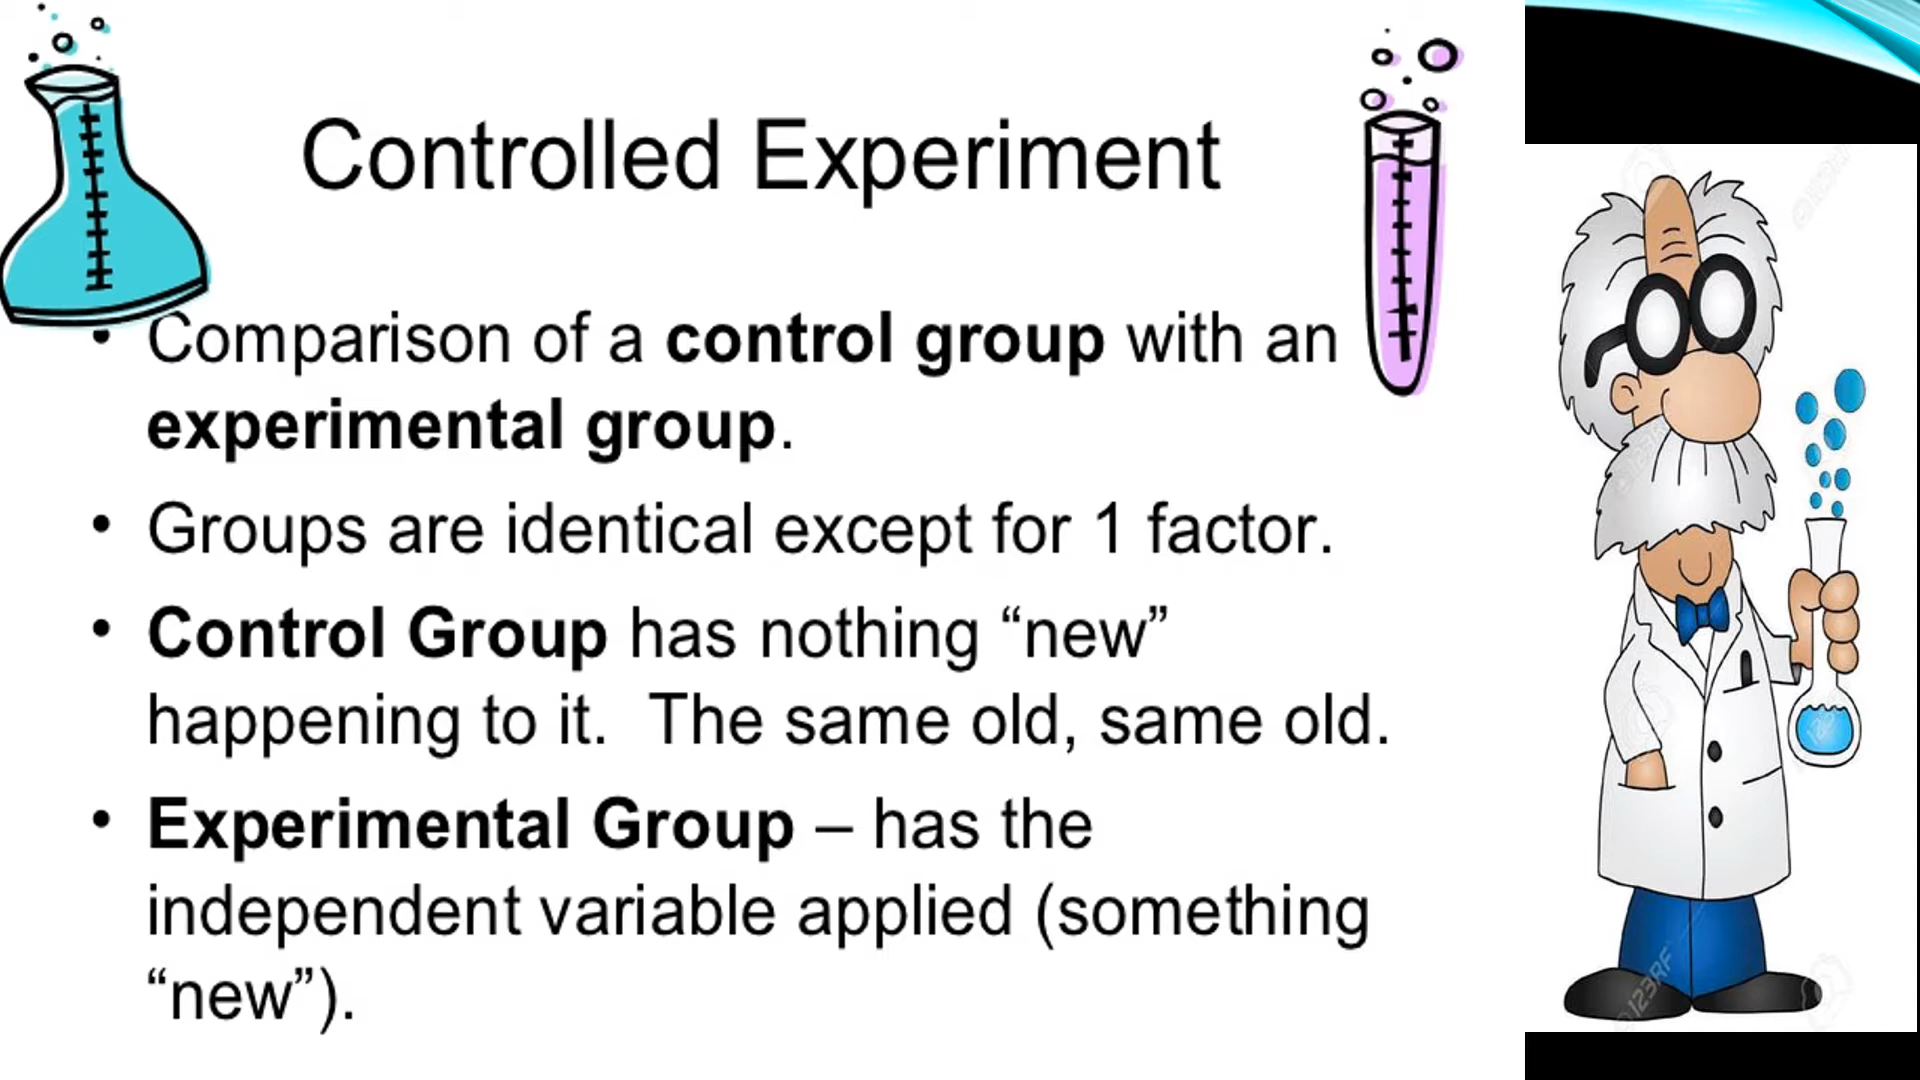 Controlled Experiment
• Comparison of a control group with an
experimental group.
• Groups are identical except for 1 factor.
• Control Group has nothing “new”
happening to it.  The same old, same old.
• Experimental Group – has the
independent variable applied (something
“new”).
123RF